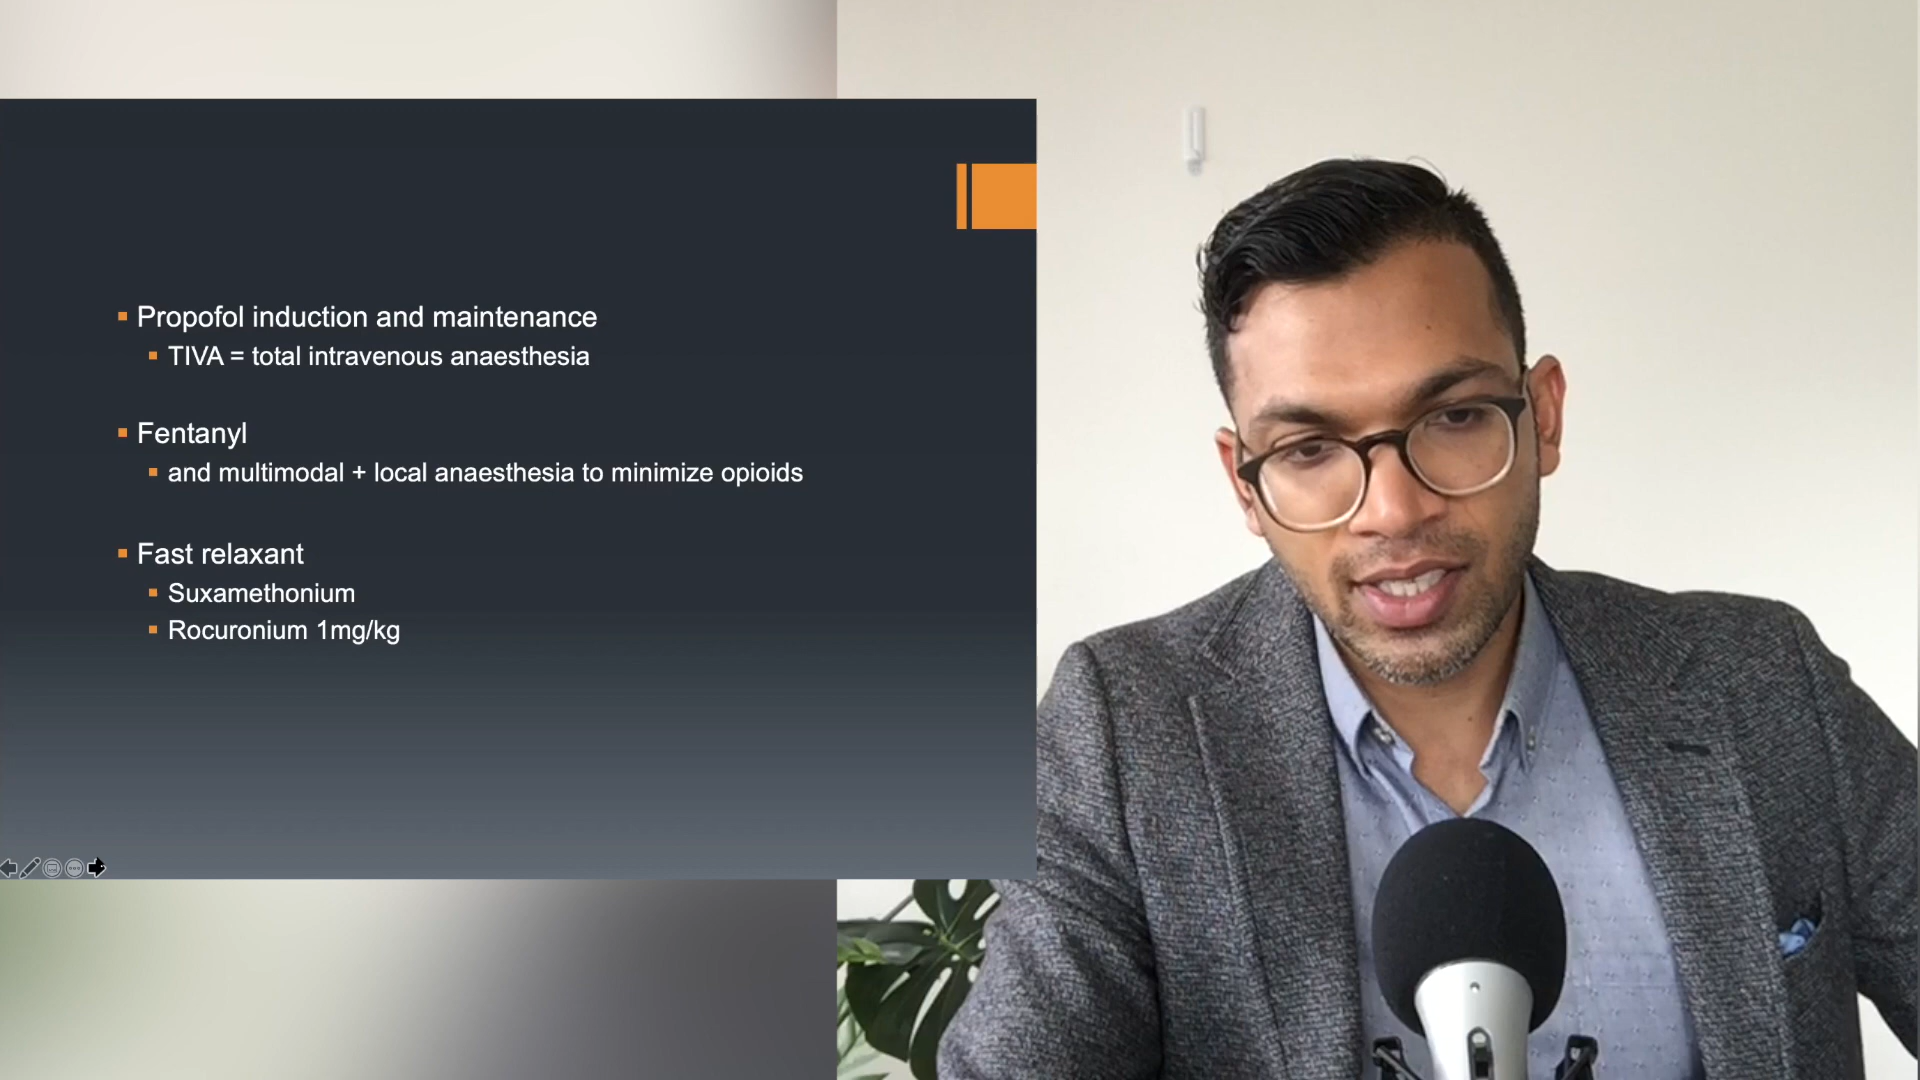 Propofol induction and maintenance
TIVA = total intravenous anaesthesia
Fentanyl
and multimodal + local anaesthesia to minimize opioids
Fast relaxant
Suxamethonium
Rocuronium 1mg/kg